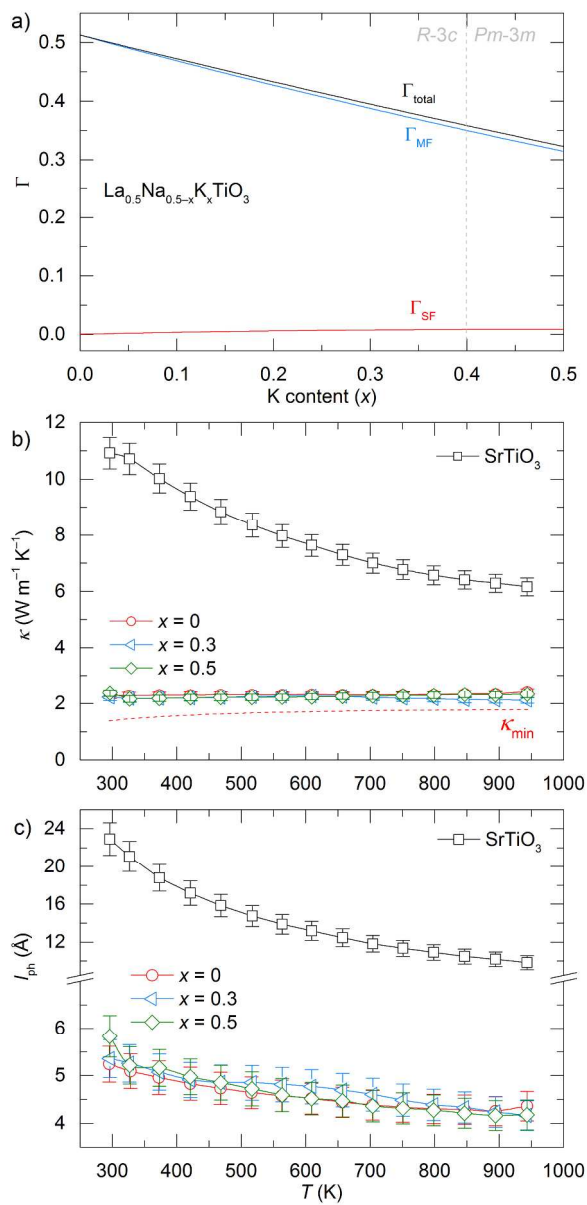 a)
R-3c Pm-3m
0.5
Γtotal
0.4
ΓMF
0.3
Γ
La0.5Na0.5–xKxTiO3
0.2
0.1
ΓSF
0.0
0.0 0.1 0.2 0.3 0.4 0.5
K content (x)
b)
12
SrTiO3
10
8
κ (W m–1 K–1)
6
x = 0
4
x = 0.3
x = 0.5
2
κmin
0
300 400 500 600 700 800 900 1000
c)
24
SrTiO3
20
16
12
lph (Å)
x = 0
x = 0.3
6
x = 0.5
5
4
300 400 500 600 700 800 900 1000
T (K)